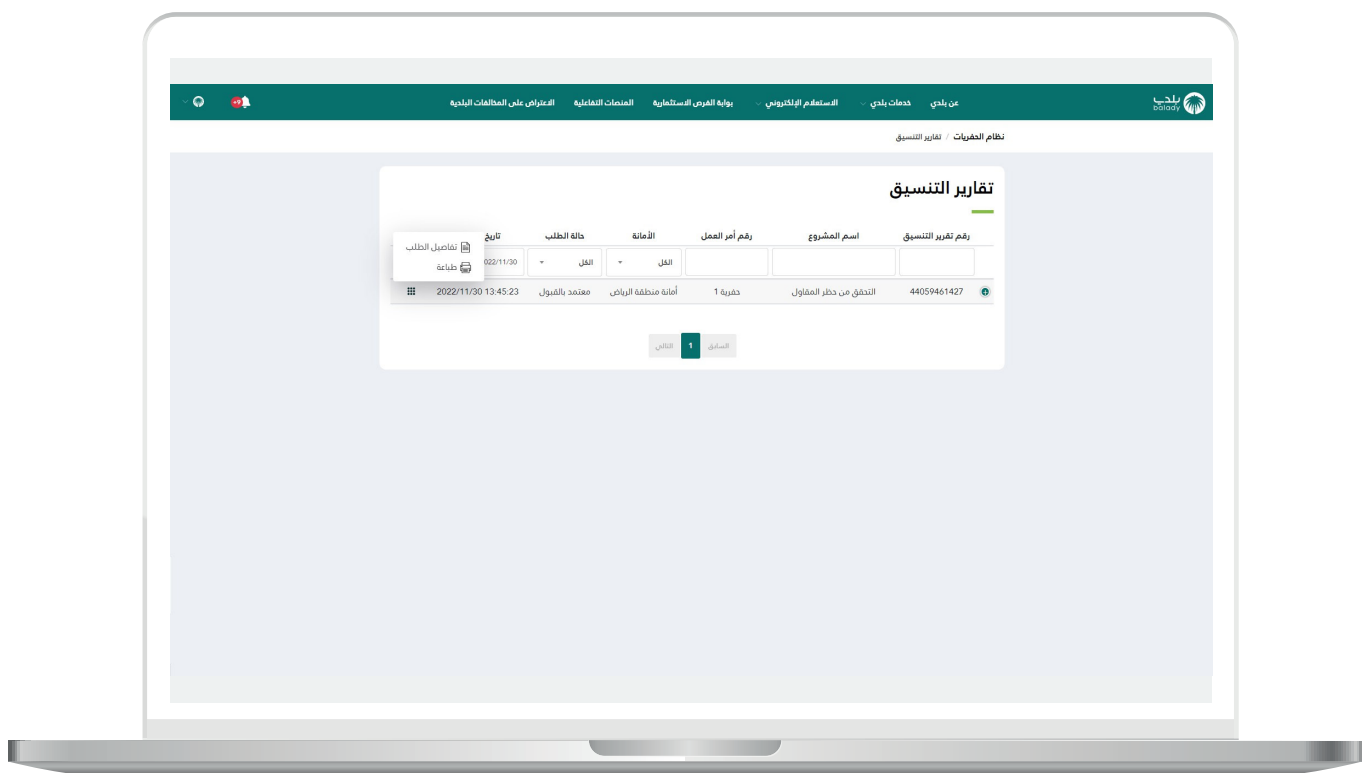 بلدي
balady
عن بلدي
خدمات بلدي
الاستعلام الإلكتروني
بوابة الفرص الاستثمارية
المنصات التفاعلية
الاعتراض على المخالفات البلدية
نظام الحفريات / تقارير التنسيق
تقارير التنسيق
رقم تقرير التنسيق
اسم المشروع
رقم أمر العمل
الأمانة
حالة الطلب
تاريخ
الكل
الكل
022/11/30
تفاصيل الطلب
طباعة
44059461427
التحقق من حظر المقاول
حفرية 1
أمانة منطقة الرياض
معتمد بالقبول
2022/11/30 13:45:23
السابق
1
التالي